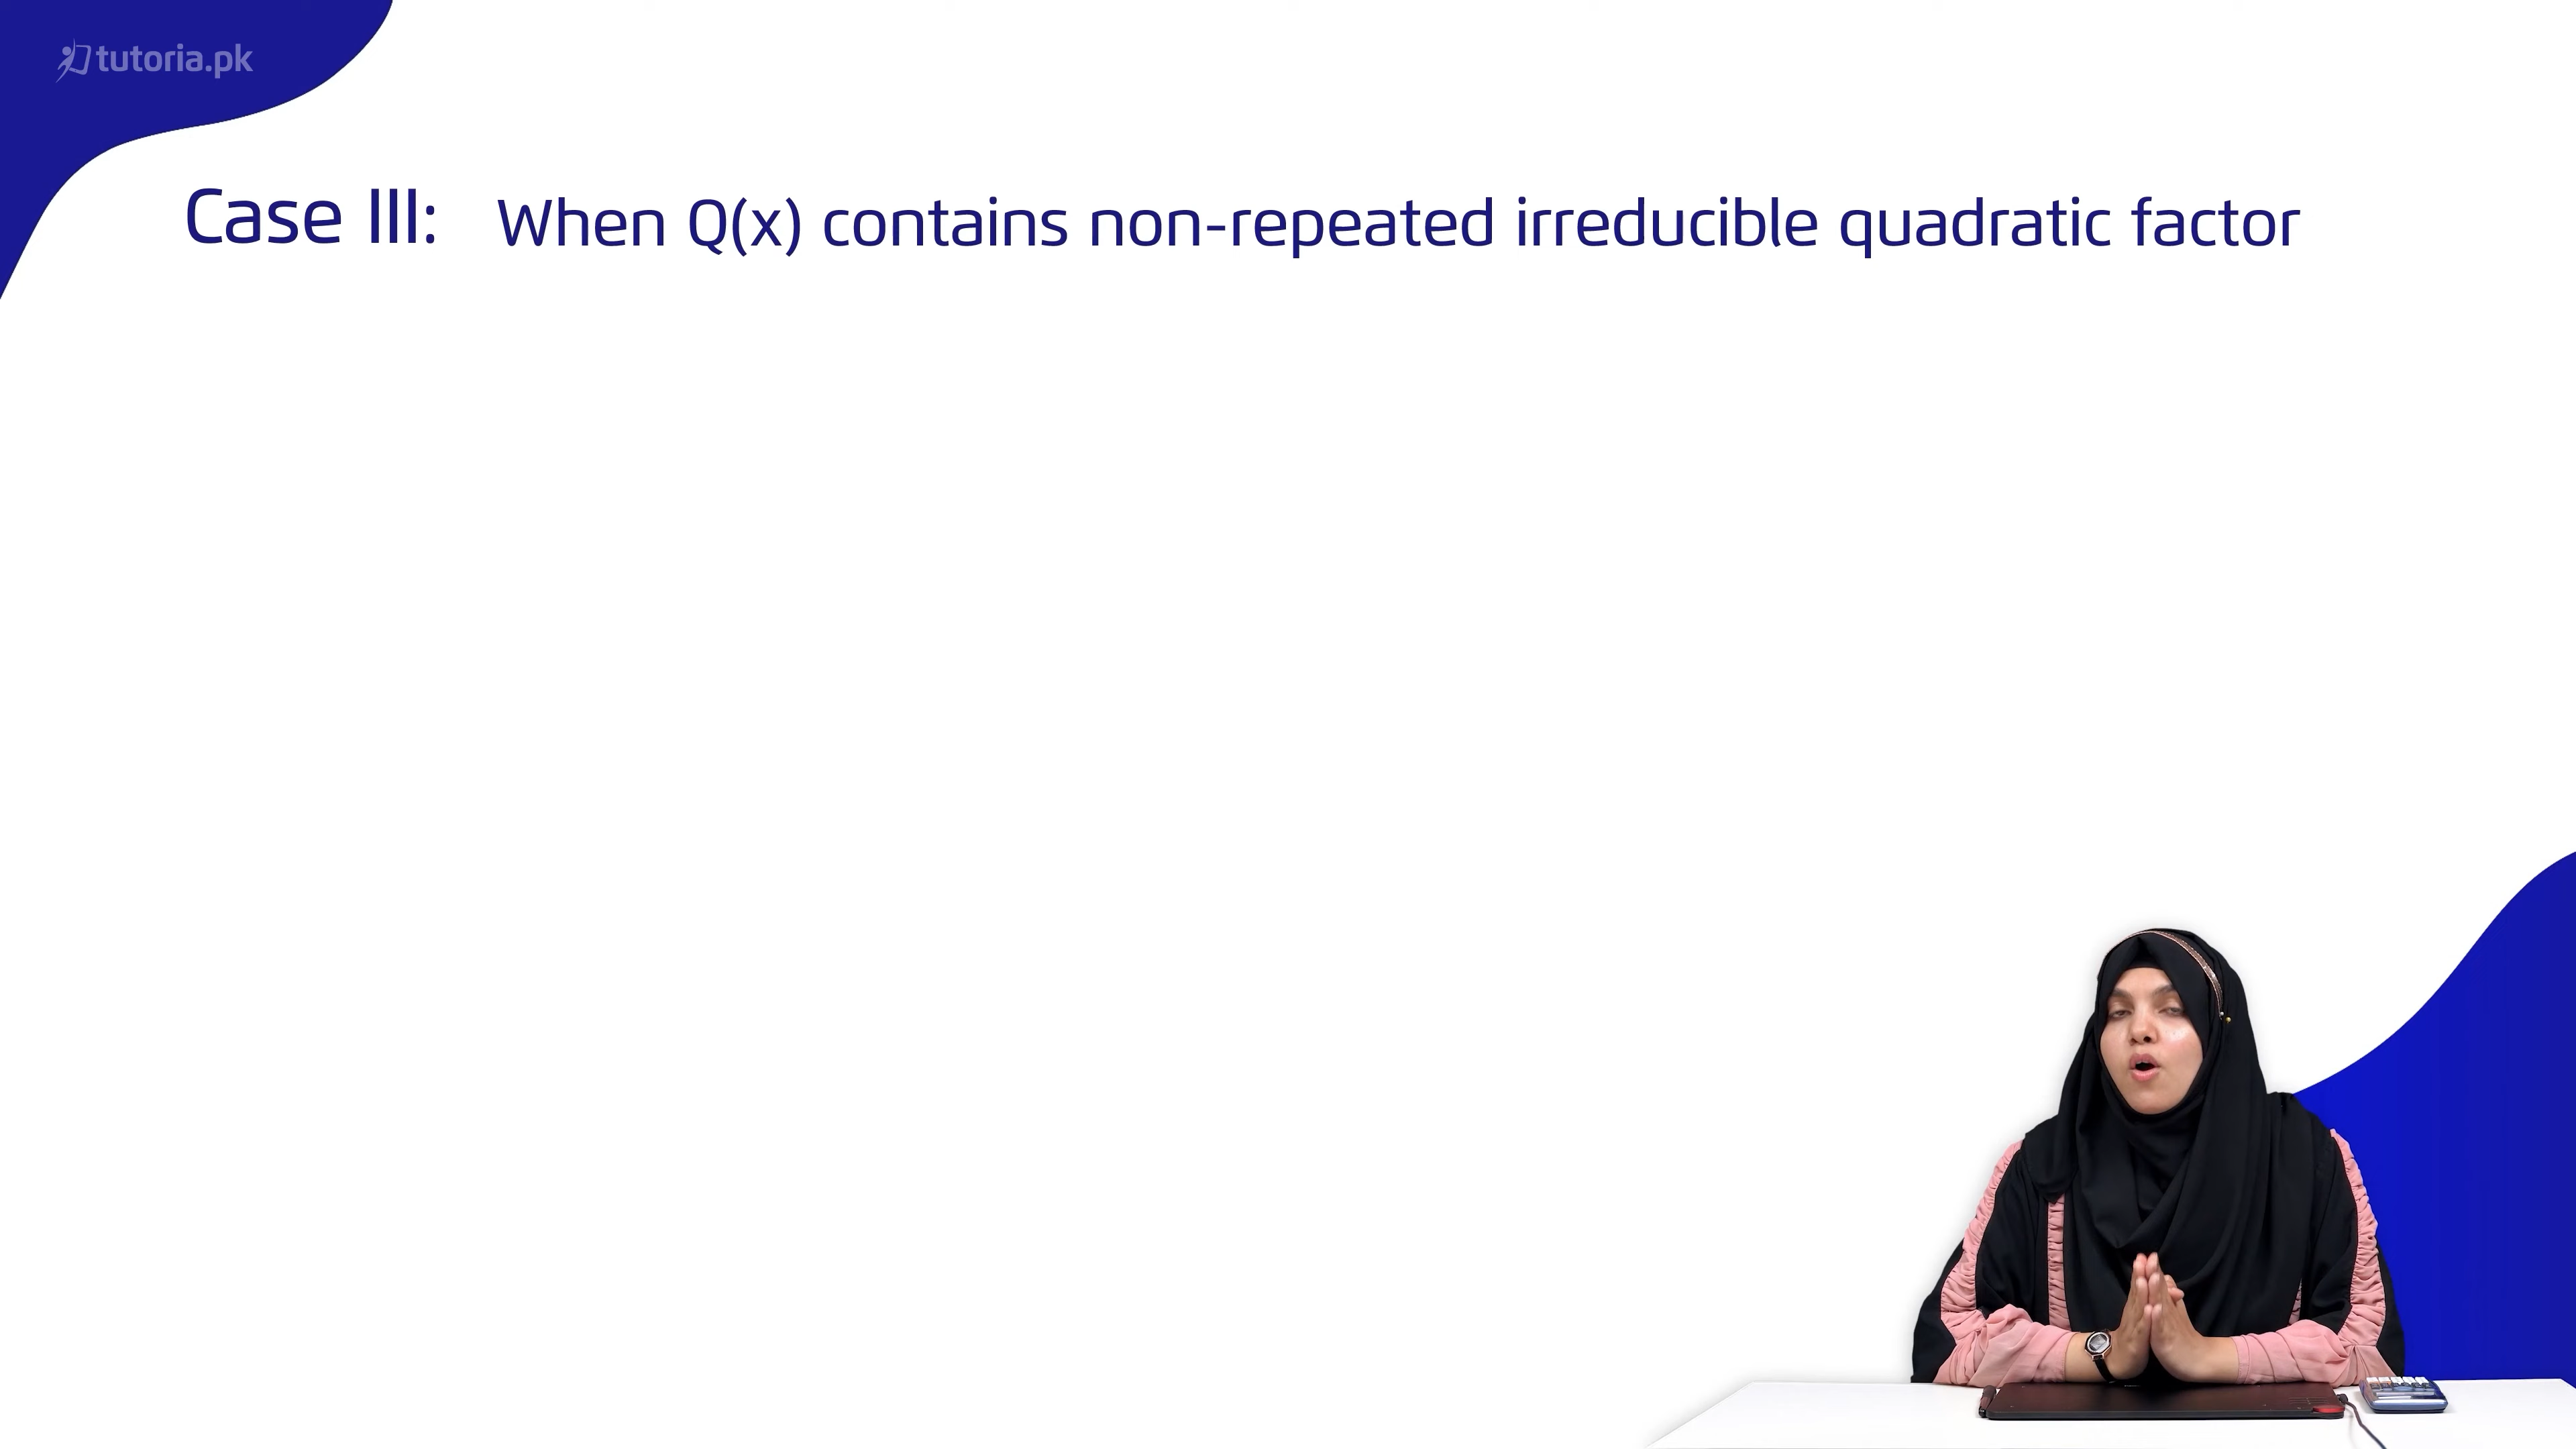 tutoria.pk
Case III: When Q(x) contains non-repeated irreducible quadratic factor